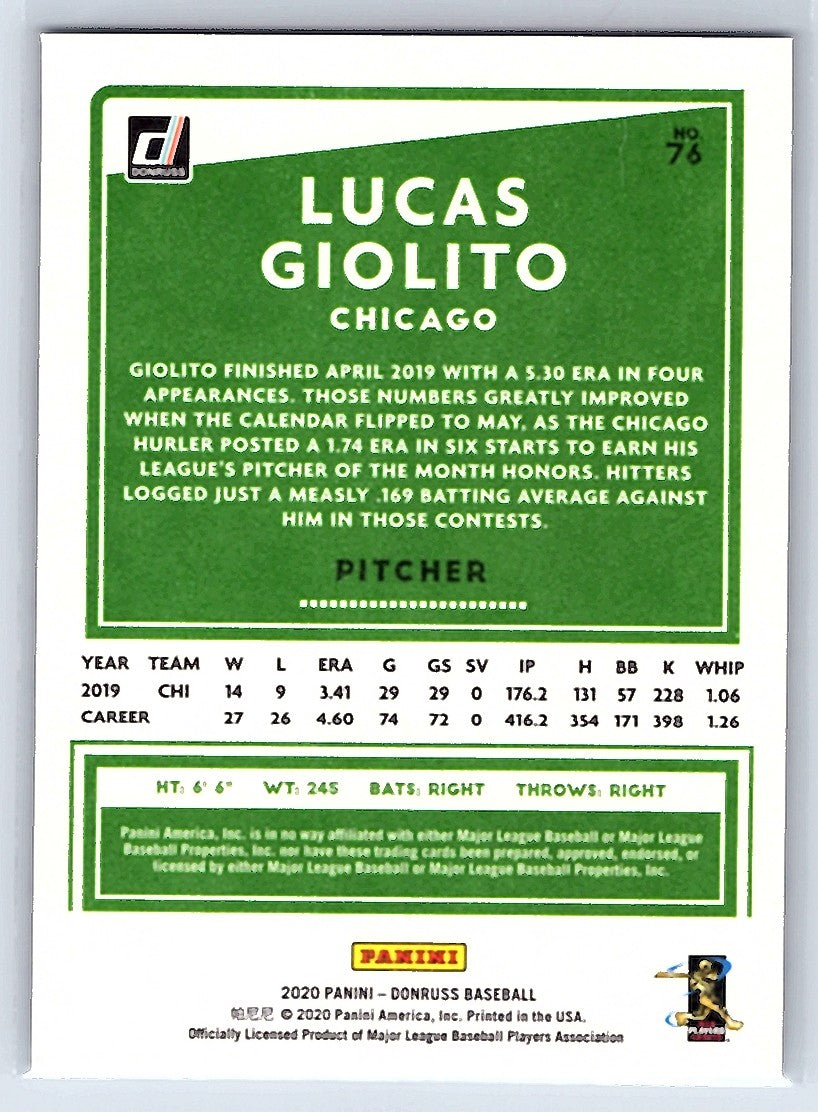 DONRUSS
NO.
76
LUCAS
GIOLITO
CHICAGO
GIOLITO FINISHED APRIL 2019 WITH A 5.30 ERA IN FOUR
APPEARANCES. THOSE NUMBERS GREATLY IMPROVED
WHEN THE CALENDAR FLIPPED TO MAY, AS THE CHICAGO
HURLER POSTED A 1.74 ERA IN SIX STARTS TO EARN HIS
LEAGUE'S PITCHER OF THE MONTH HONORS. HITTERS
LOGGED JUST A MEASLY .169 BATTING AVERAGE AGAINST
HIM IN THOSE CONTESTS.
PITCHER
YEAR TEAM W L ERA G GS SV IP H BB K WHIP
2019 CHI 14 9 3.41 29 29 0 176.2 131 57 228 1.06
CAREER 27 26 4.60 74 72 0 416.2 354 171 398 1.26
HT: 6' 6" WT: 245 BATS: RIGHT THROWS: RIGHT
Panini America, Inc. is in no way affiliated with either Major League Baseball or Major League
Baseball Properties, Inc. nor have these trading cards been prepared, approved, endorsed, or
licensed by either Major League Baseball or Major League Baseball Properties, Inc.
PANINI
2020 PANINI – DONRUSS BASEBALL
帕尼尼 © 2020 Panini America, Inc. Printed in the USA.
Officially Licensed Product of Major League Baseball Players Association
PLAYERS